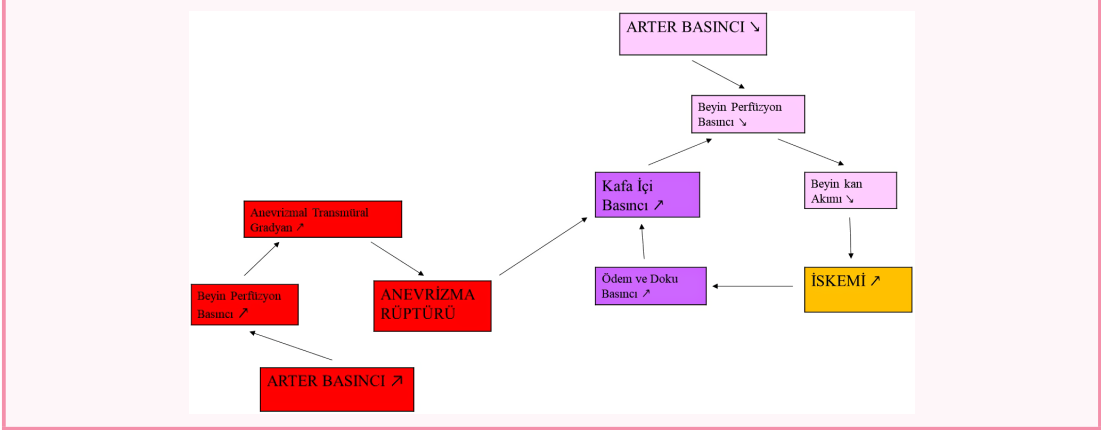 ARTER BASINCI ↘
Beyin Perfüzyon
Basıncı ↘
Kafa İçi
Basıncı ↗
Beyin kan
Akımı ↘
Anevrizmal Transmüral
Gradyan ↗
Ödem ve Doku
Basıncı ↗
İSKEMİ ↗
Beyin Perfüzyon
Basıncı ↗
ANEVRİZMA
RÜPTÜRÜ
ARTER BASINCI ↗